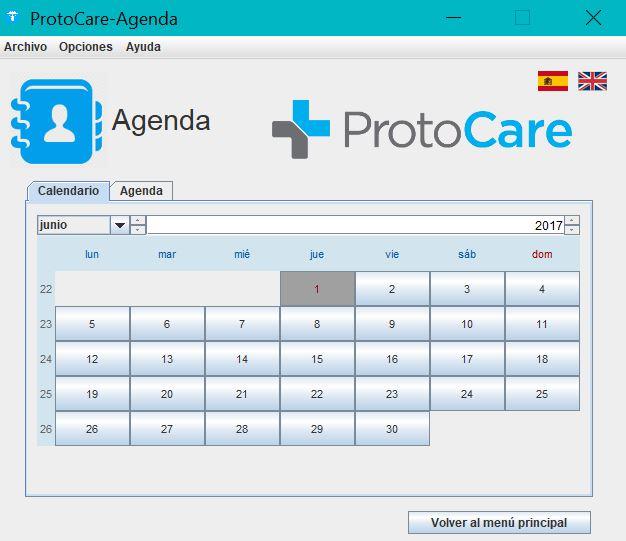 ProtoCare-Agenda
Archivo Opciones Ayuda
Agenda
ProtoCare
Calendario Agenda
junio 2017
lun mar mié jue vie sáb dom
22 1 2 3 4
23 5 6 7 8 9 10 11
24 12 13 14 15 16 17 18
25 19 20 21 22 23 24 25
26 26 27 28 29 30
Volver al menú principal